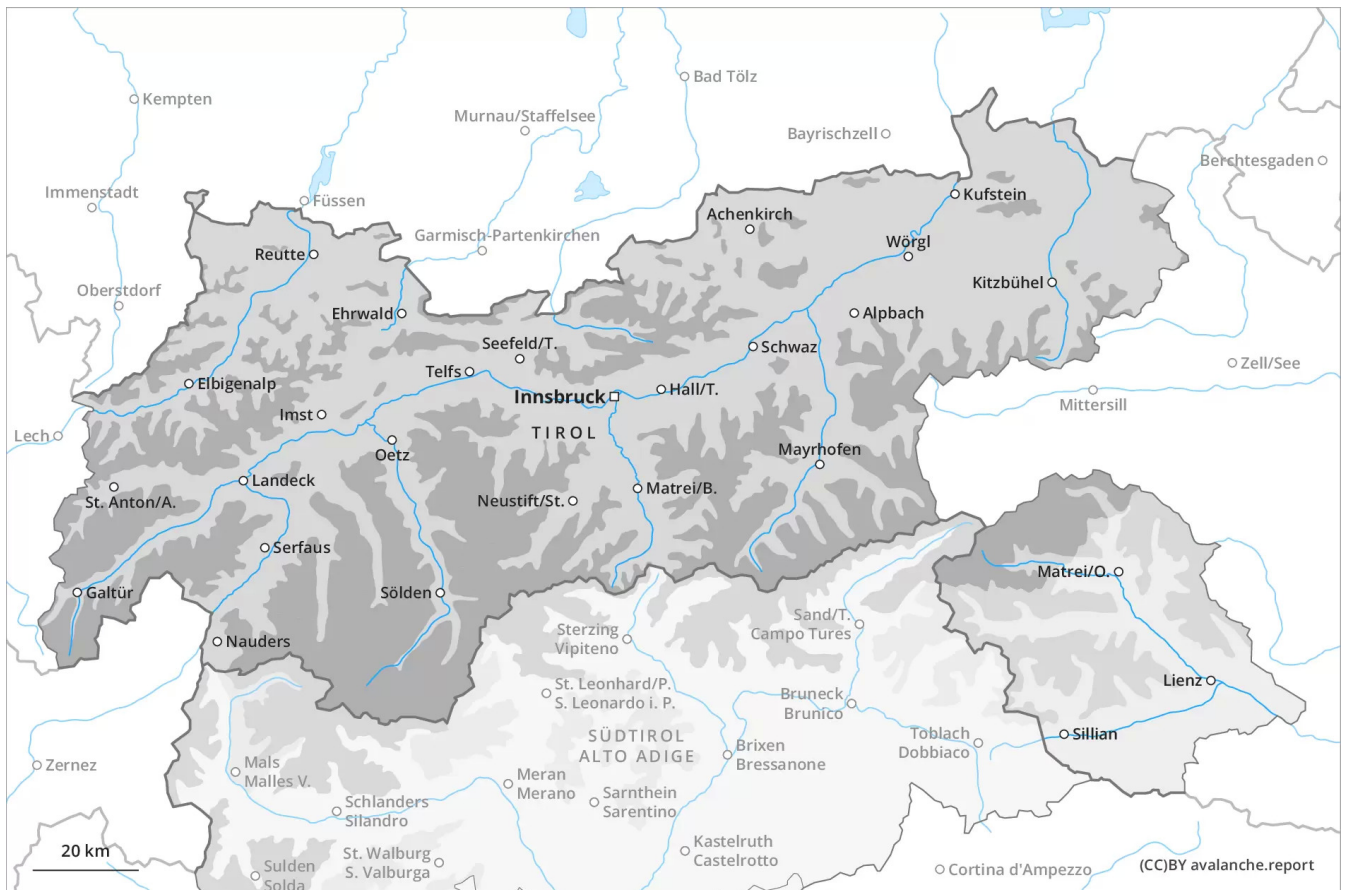 Bad Tölz
Kempten
Murnau/Staffelsee
Bayrischzell
Berchtesgaden
Immenstadt
Füssen
Kufstein
Achenkirch
Garmisch-Partenkirchen
Wörgl
Reutte
Kitzbühel
Oberstdorf
Ehrwald
Alpbach
Seefeld/T.
Schwaz
Zell/See
Telfs
Elbigenalp
Hall/T.
Innsbruck
Mittersill
Imst
TIROL
Lech
Oetz
Mayrhofen
Landeck
Matrei/B.
St. Anton/A.
Neustift/St.
Serfaus
Matrei/O.
Galtür
Sölden
Sand/T.
Campo Tures
Sterzing
Vipiteno
Nauders
Lienz
St. Leonhard/P.
S. Leonardo i. P.
Bruneck
Brunico
SÜDTIROL
ALTO ADIGE
Sillian
Toblach
Dobbiaco
Brixen
Bressanone
Zernez
Mals
Malles V.
Meran
Merano
Sarnthein
Sarentino
Schlanders
Silandro
Kastelruth
Castelrotto
20 km
St. Walburg
S. Valburga
Sulden
Solda
Cortina d'Ampezzo
(CC)BY avalanche.report